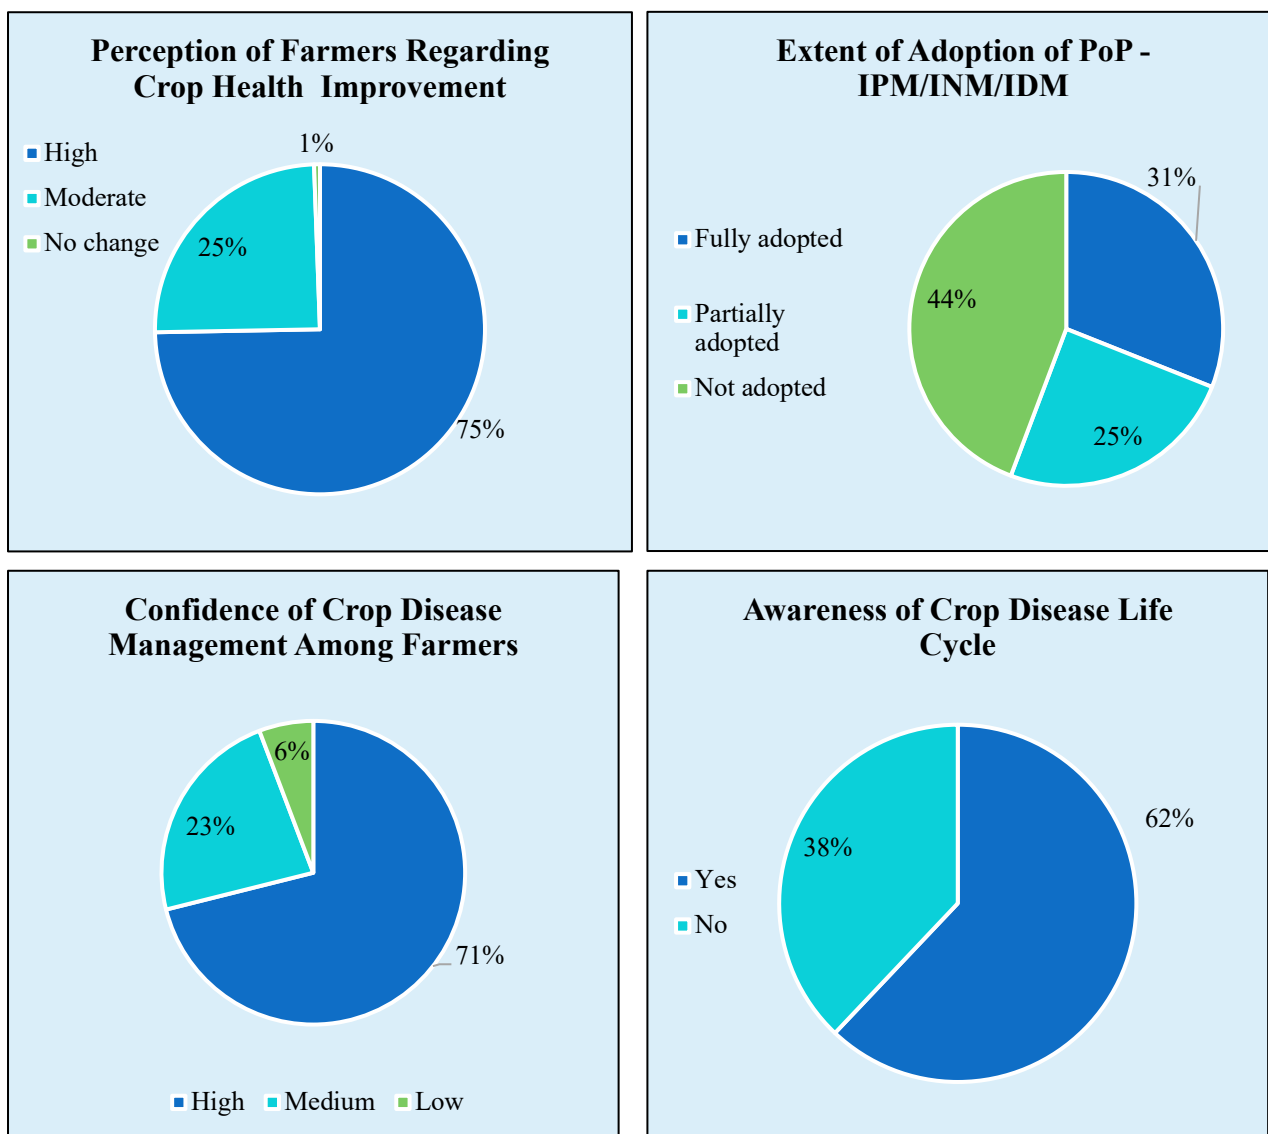 Perception of Farmers Regarding
Crop Health Improvement
High
Moderate
No change
1%
25%
75%
Extent of Adoption of PoP -
IPM/INM/IDM
Fully adopted
Partially
adopted
Not adopted
31%
44%
25%
Confidence of Crop Disease
Management Among Farmers
6%
23%
71%
High Medium Low
Awareness of Crop Disease Life
Cycle
Yes
No
62%
38%